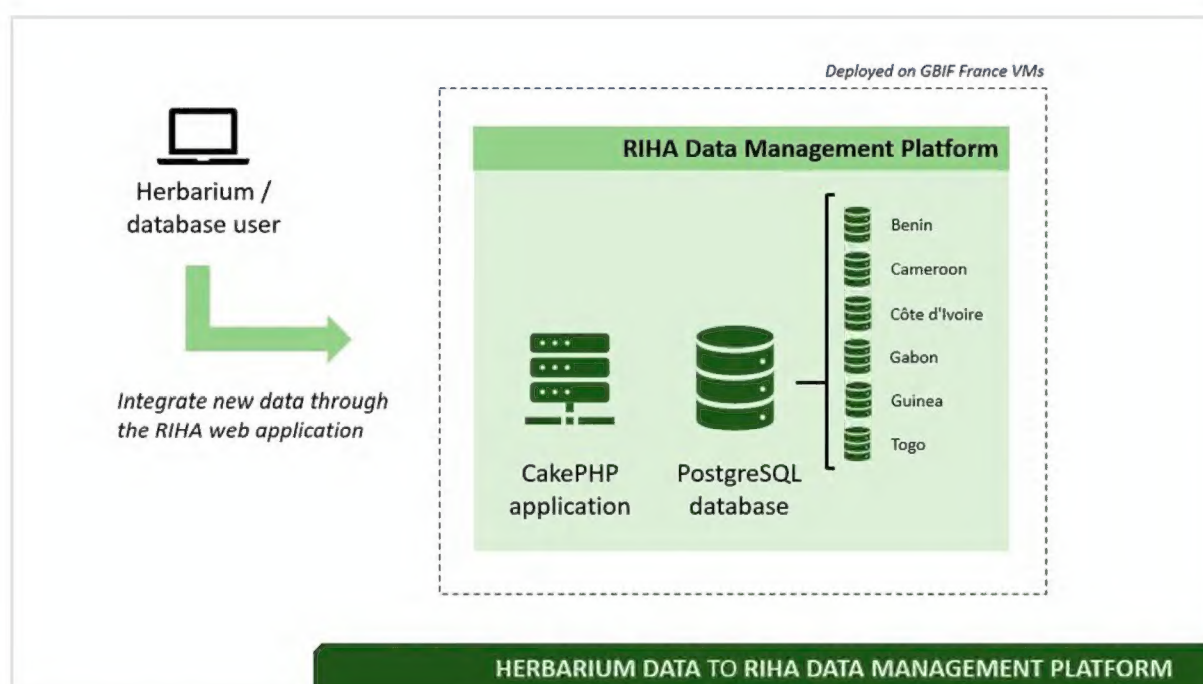 Deployed on GBIF France VMs
RIHA Data Management Platform
Herbarium /
database user
Integrate new data through
the RIHA web application
CakePHP
application
PostgreSQL
database
Benin
Cameroon
Côte d'Ivoire
Gabon
Guinea
Togo
HERBARIUM DATA TO RIHA DATA MANAGEMENT PLATFORM